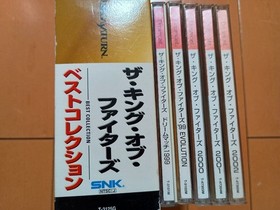 SATURN
ザ・キング・オブ・ファイターズ
BEST COLLECTION
ベストコレクション
SNK
T-3125G
ザ・キング・オブ・ファイターズ ドリームマッチ 1999
ザ・キング・オブ・ファイターズ'99 EVOLUTION
ザ・キング・オブ・ファイターズ 2000
ザ・キング・オブ・ファイターズ 2001
ザ・キング・オブ・ファイターズ 2002